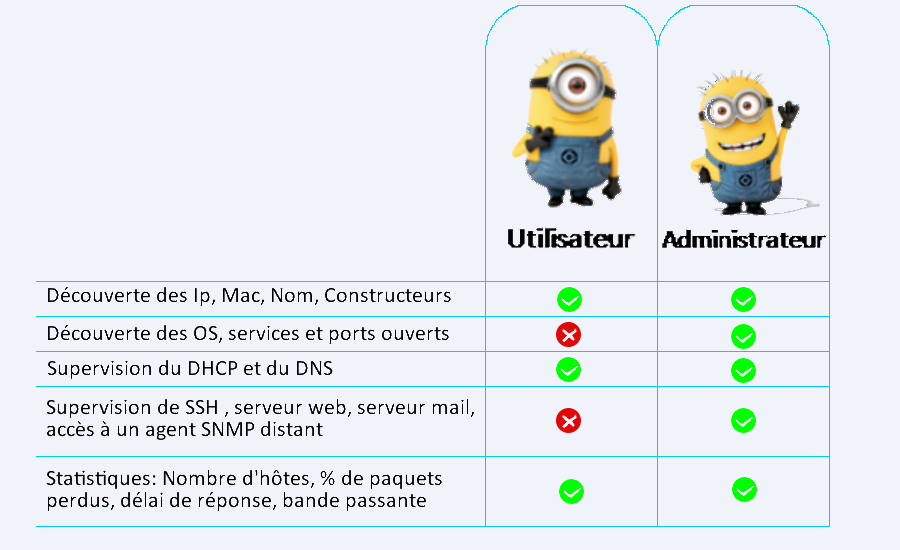 Utilisateur
Administrateur
Découverte des Ip, Mac, Nom, Constructeurs
Découverte des OS, services et ports ouverts
Supervision du DHCP et du DNS
Supervision de SSH , serveur web, serveur mail,
accès à un agent SNMP distant
Statistiques: Nombre d'hôtes, % de paquets
perdus, délai de réponse, bande passante